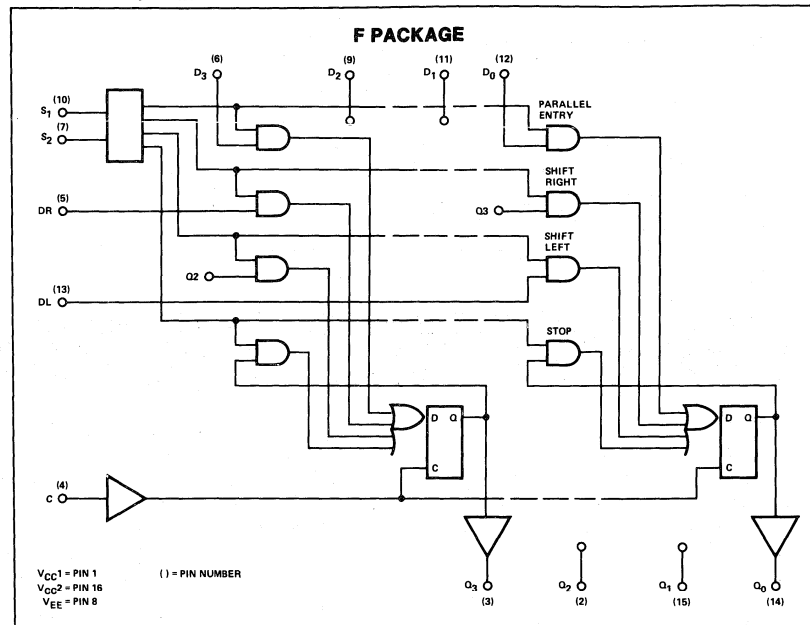 F PACKAGE
(6) (9) (11) (12)
D3 D2 D1 D0
(10)
S1
(7)
S2
PARALLEL
ENTRY
(5)
DR
SHIFT
RIGHT
Q3
SHIFT
LEFT
Q2
(13)
DL
STOP
D Q
C
D Q
C
(4)
C
VCC1 = PIN 1 ( ) = PIN NUMBER
VCC2 = PIN 16
VEE = PIN 8
Q3 Q2 Q1 Q0
(3) (2) (15) (14)